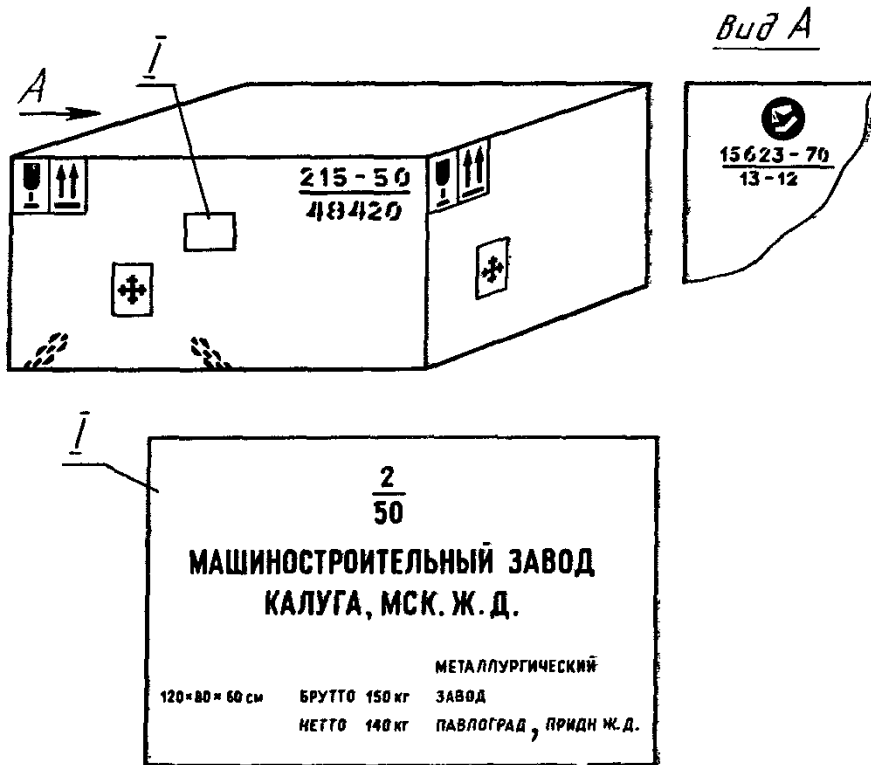 Вид А
I
А
215-50
48420
15623-70
13-12
I
2
50
МАШИНОСТРОИТЕЛЬНЫЙ ЗАВОД
КАЛУГА, МСК. Ж. Д.
МЕТАЛЛУРГИЧЕСКИЙ
120×80×60 см БРУТТО 150 кг ЗАВОД
НЕТТО 140 кг ПАВЛОГРАД, ПРИДН Ж. Д.